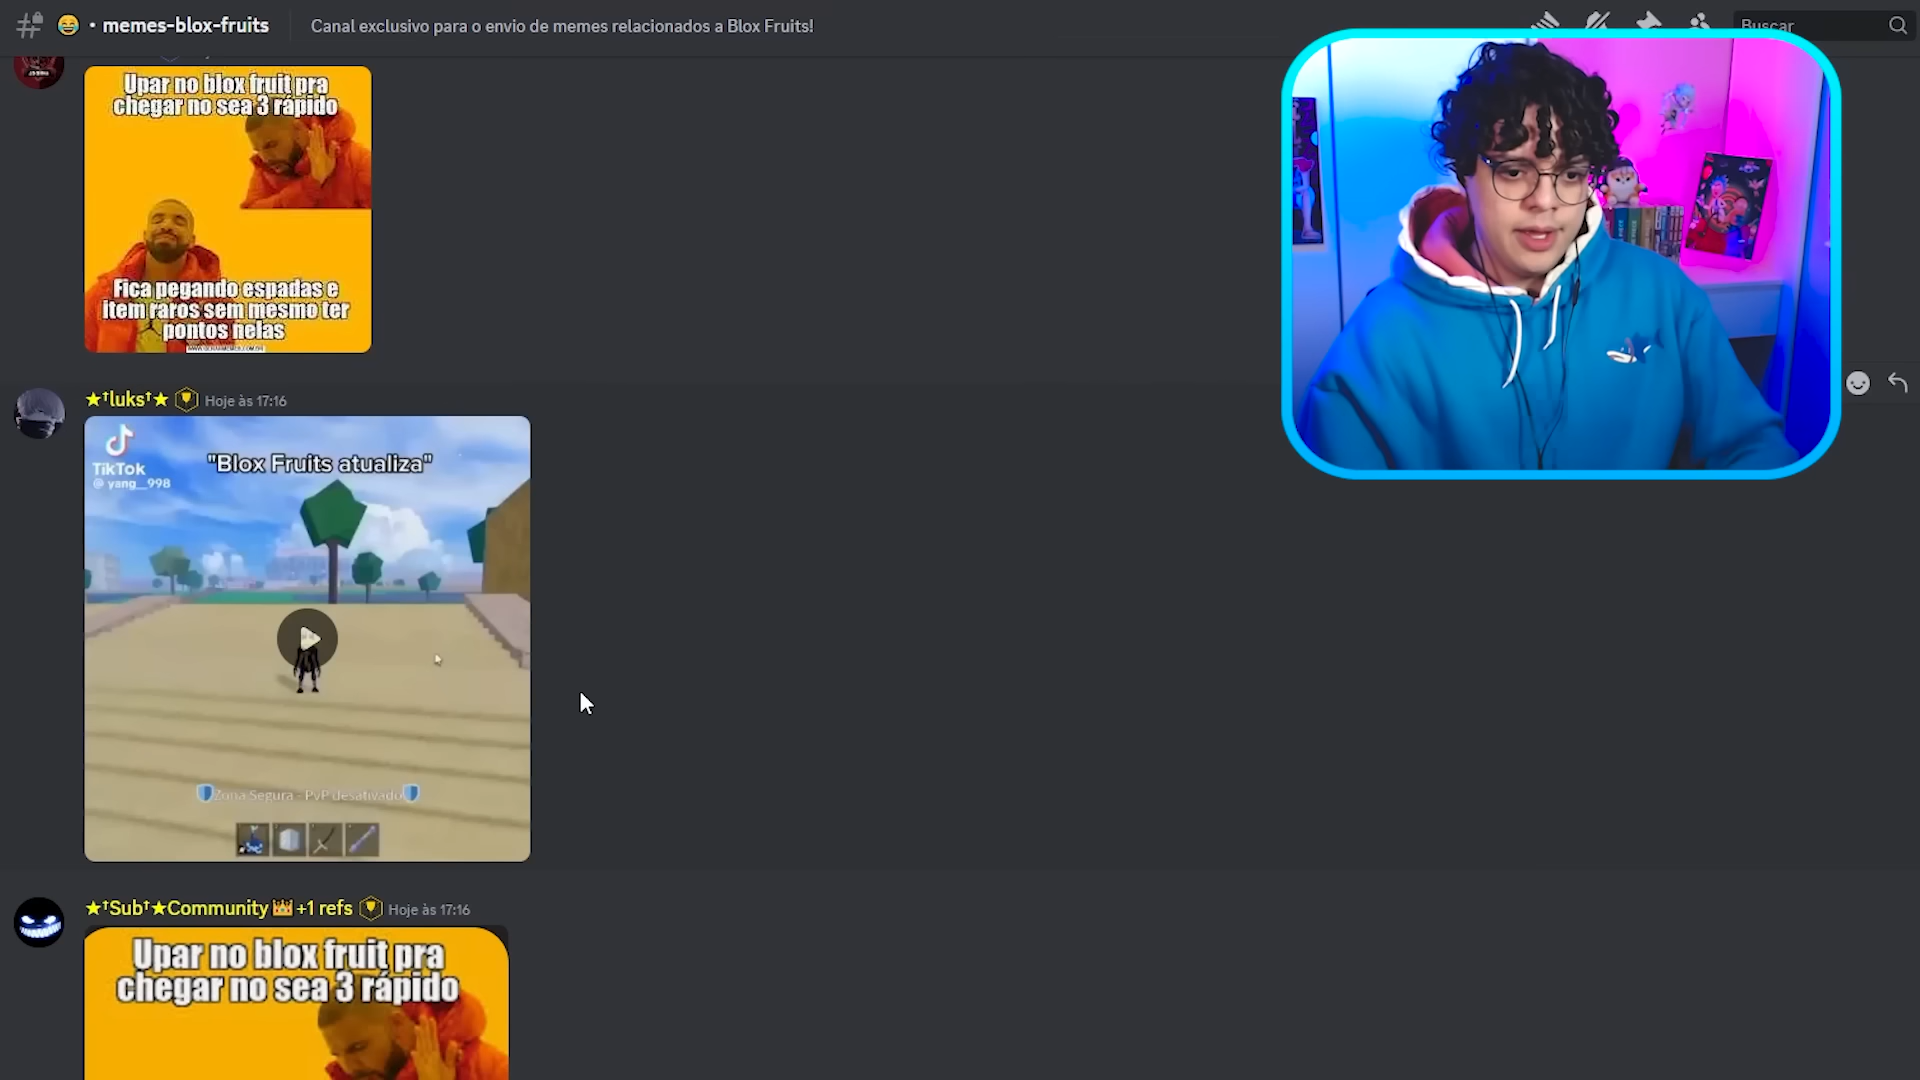 • memes-blox-fruits
Canal exclusivo para o envio de memes relacionados a Blox Fruits!
Buscar
Upar no blox fruit pra
chegar no sea 3 rápido
Fica pegando espadas e
item raros sem mesmo ter
pontos nelas
★†luks†★ Hoje às 17:16
TikTok
@ yang__998
"Blox Fruits atualiza"
Zona Segura - PvP desativado
★†Sub†★Community +1 refs Hoje às 17:16
Upar no blox fruit pra
chegar no sea 3 rápido